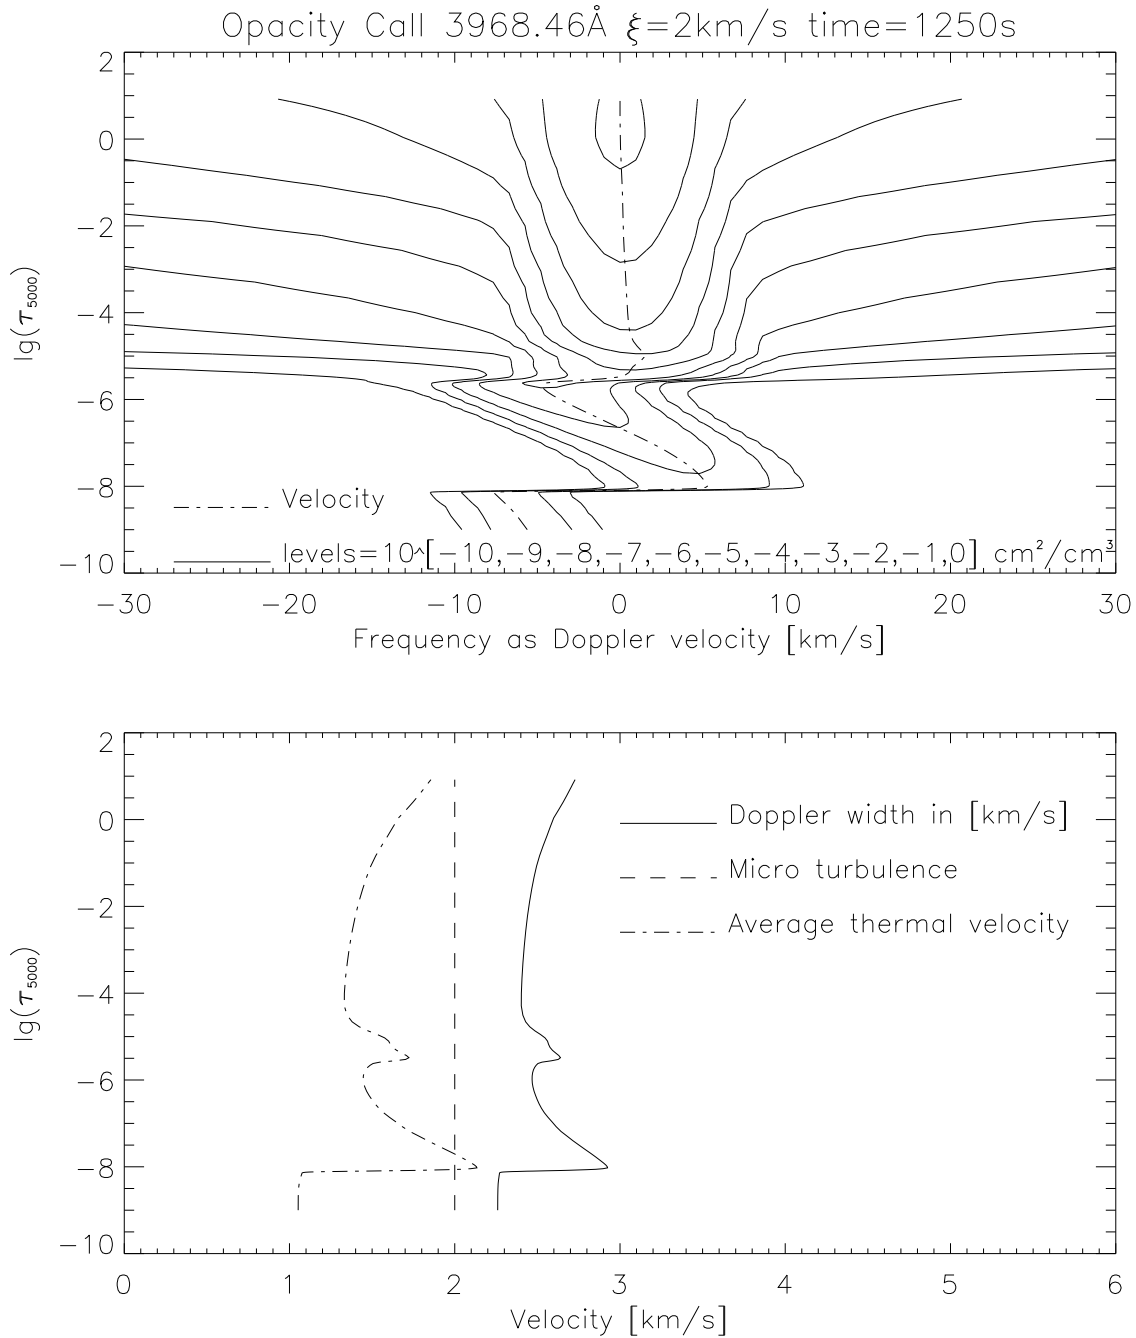 Opacity CaII 3968.46Å ξ=2km/s time=1250s
2
0
−2
−4
−6
−8
−10
lg(τ5000)
Velocity
levels=10^[−10,−9,−8,−7,−6,−5,−4,−3,−2,−1,0] cm²/cm³
−30 −20 −10 0 10 20 30
Frequency as Doppler velocity [km/s]
2
0
−2
−4
−6
−8
−10
lg(τ5000)
Doppler width in [km/s]
Micro turbulence
Average thermal velocity
0 1 2 3 4 5 6
Velocity [km/s]